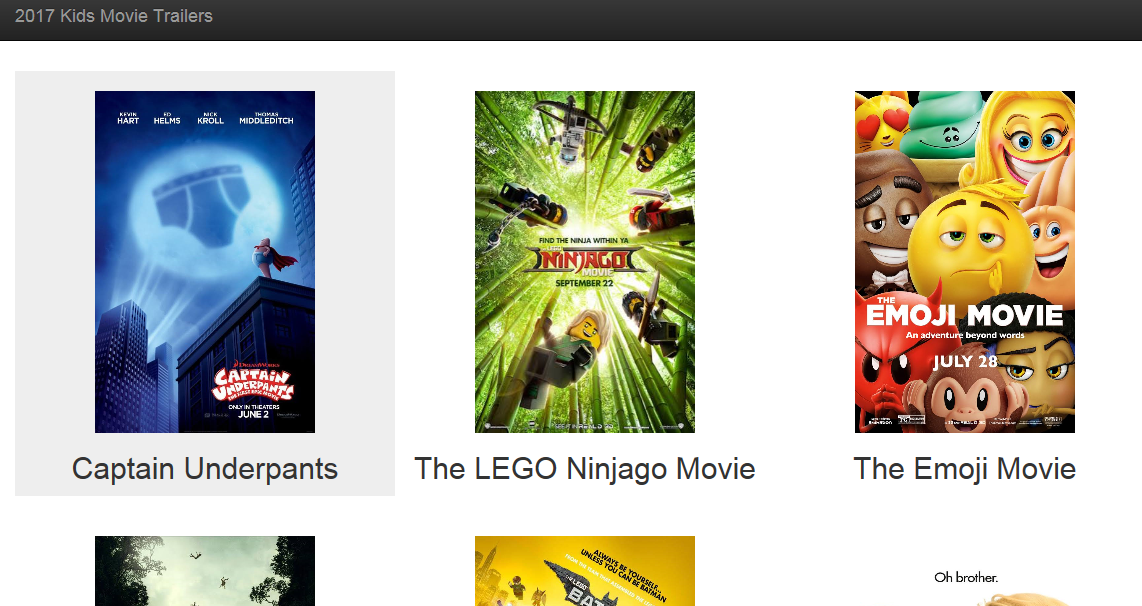 2017 Kids Movie Trailers
KEVIN HART
ED HELMS
NICK KROLL
THOMAS MIDDLEDITCH
DREAMWORKS
CAPTAIN
UNDERPANTS
THE FIRST EPIC MOVIE
ONLY IN THEATERS
JUNE 2
FIND THE NINJA WITHIN YA
NINJAGO
MOVIE
SEPTEMBER 22
THE
EMOJI MOVIE
An adventure beyond words
JULY 28
Captain Underpants
The LEGO Ninjago Movie
The Emoji Movie
ALWAYS BE YOURSELF...
UNLESS YOU CAN BE BATMAN
THE LEGO
Oh brother.